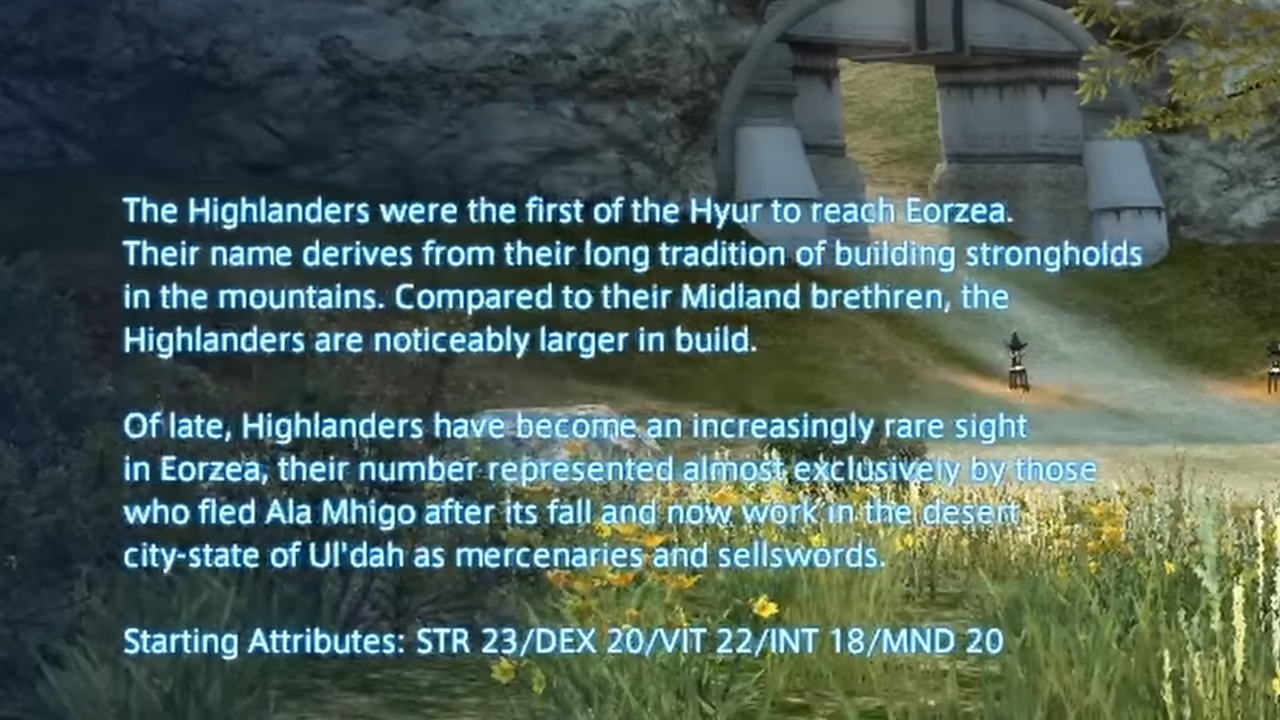 The Highlanders were the first of the Hyur to reach Eorzea.
Their name derives from their long tradition of building strongholds
in the mountains. Compared to their Midland brethren, the
Highlanders are noticeably larger in build.
Of late, Highlanders have become an increasingly rare sight
in Eorzea, their number represented almost exclusively by those
who fled Ala Mhigo after its fall and now work in the desert
city-state of Ul'dah as mercenaries and sellswords.
Starting Attributes: STR 23/DEX 20/VIT 22/INT 18/MND 20